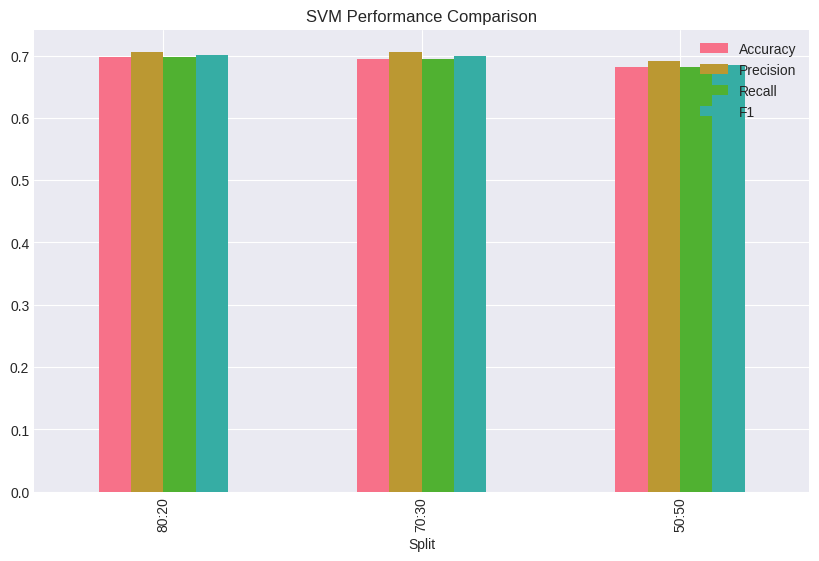 SVM Performance Comparison
Accuracy
Precision
Recall
F1
0.7
0.6
0.5
0.4
0.3
0.2
0.1
0.0
80:20
70:30
50:50
Split